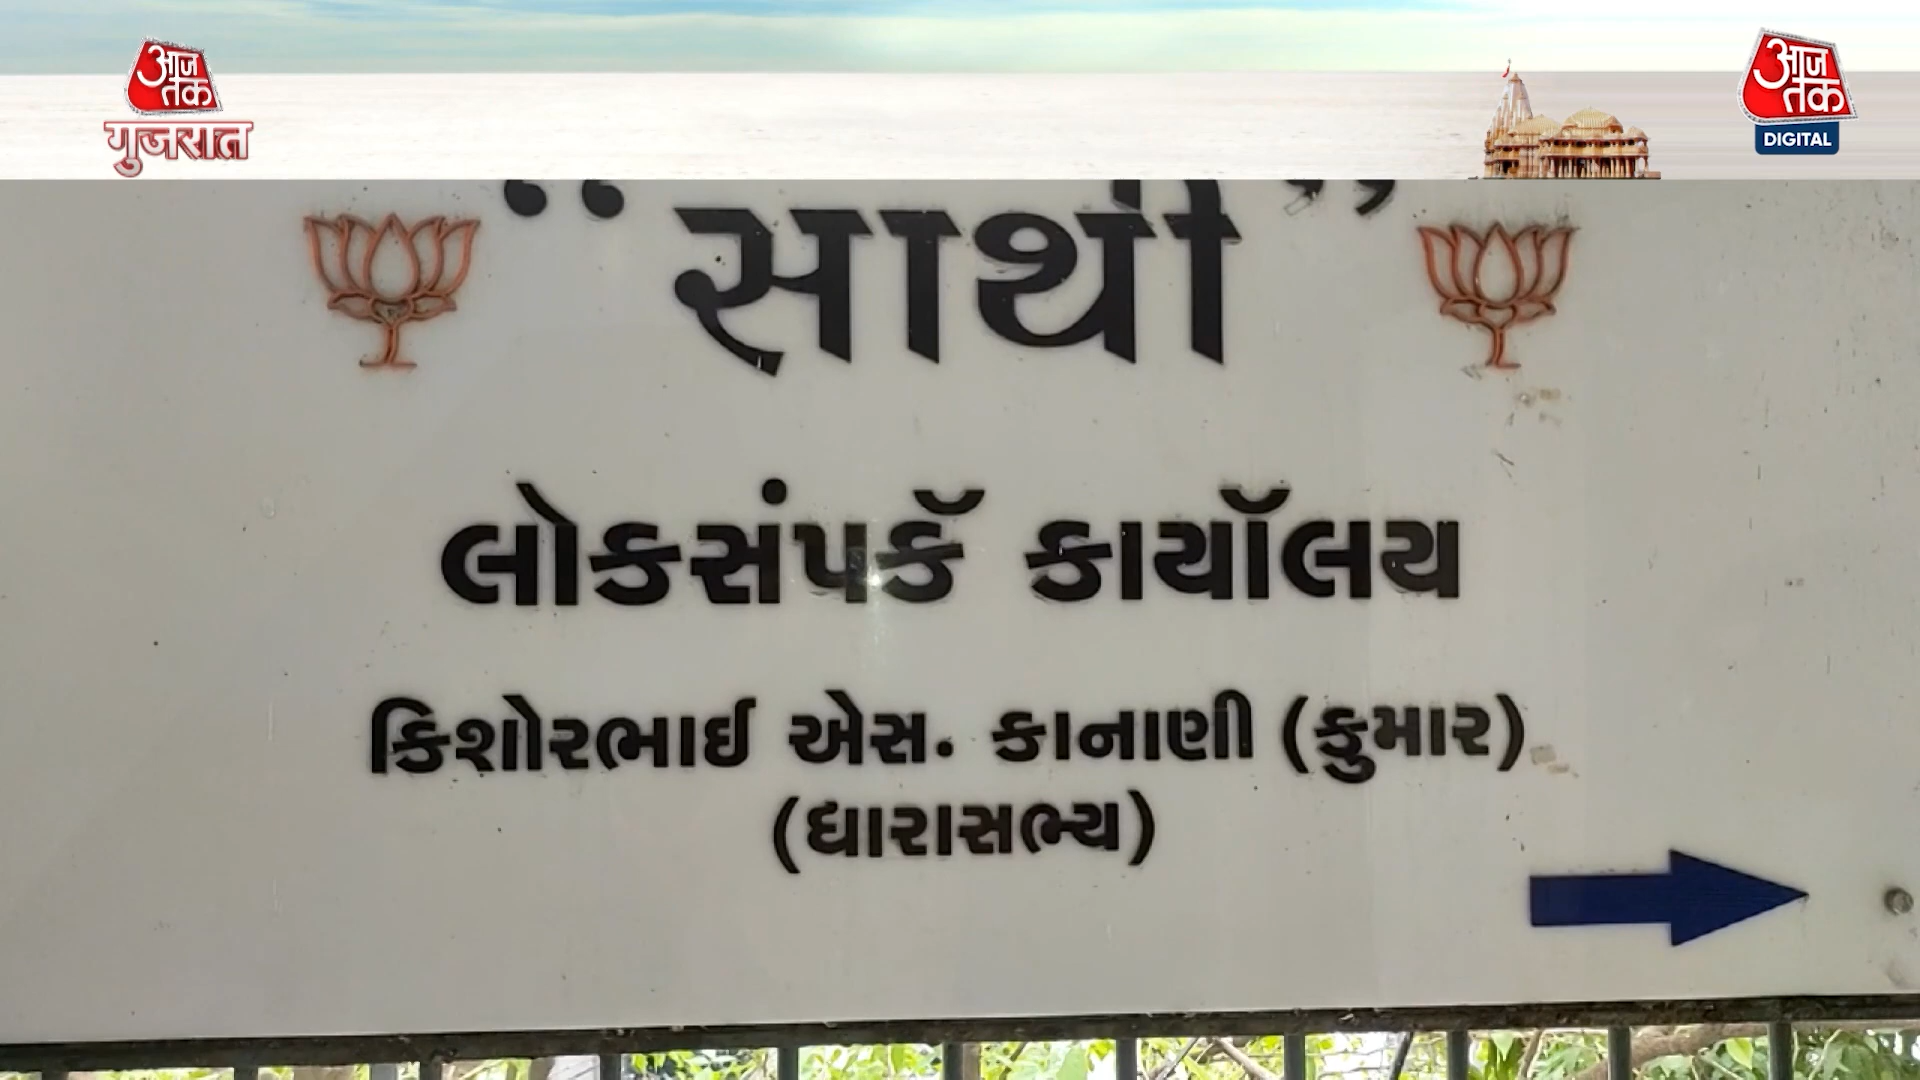 आज तक
गुजरात
आज तक
DIGITAL
“સાથી”
લોકસંપર્ક કાર્યાલય
કિશોરભાઈ એસ. કાનાણી (કુમાર)
(ધારાસભ્ય)